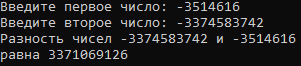 Введите первое число: -3514616
Введите второе число: -3374583742
Разность чисел -3374583742 и -3514616
равна 3371069126